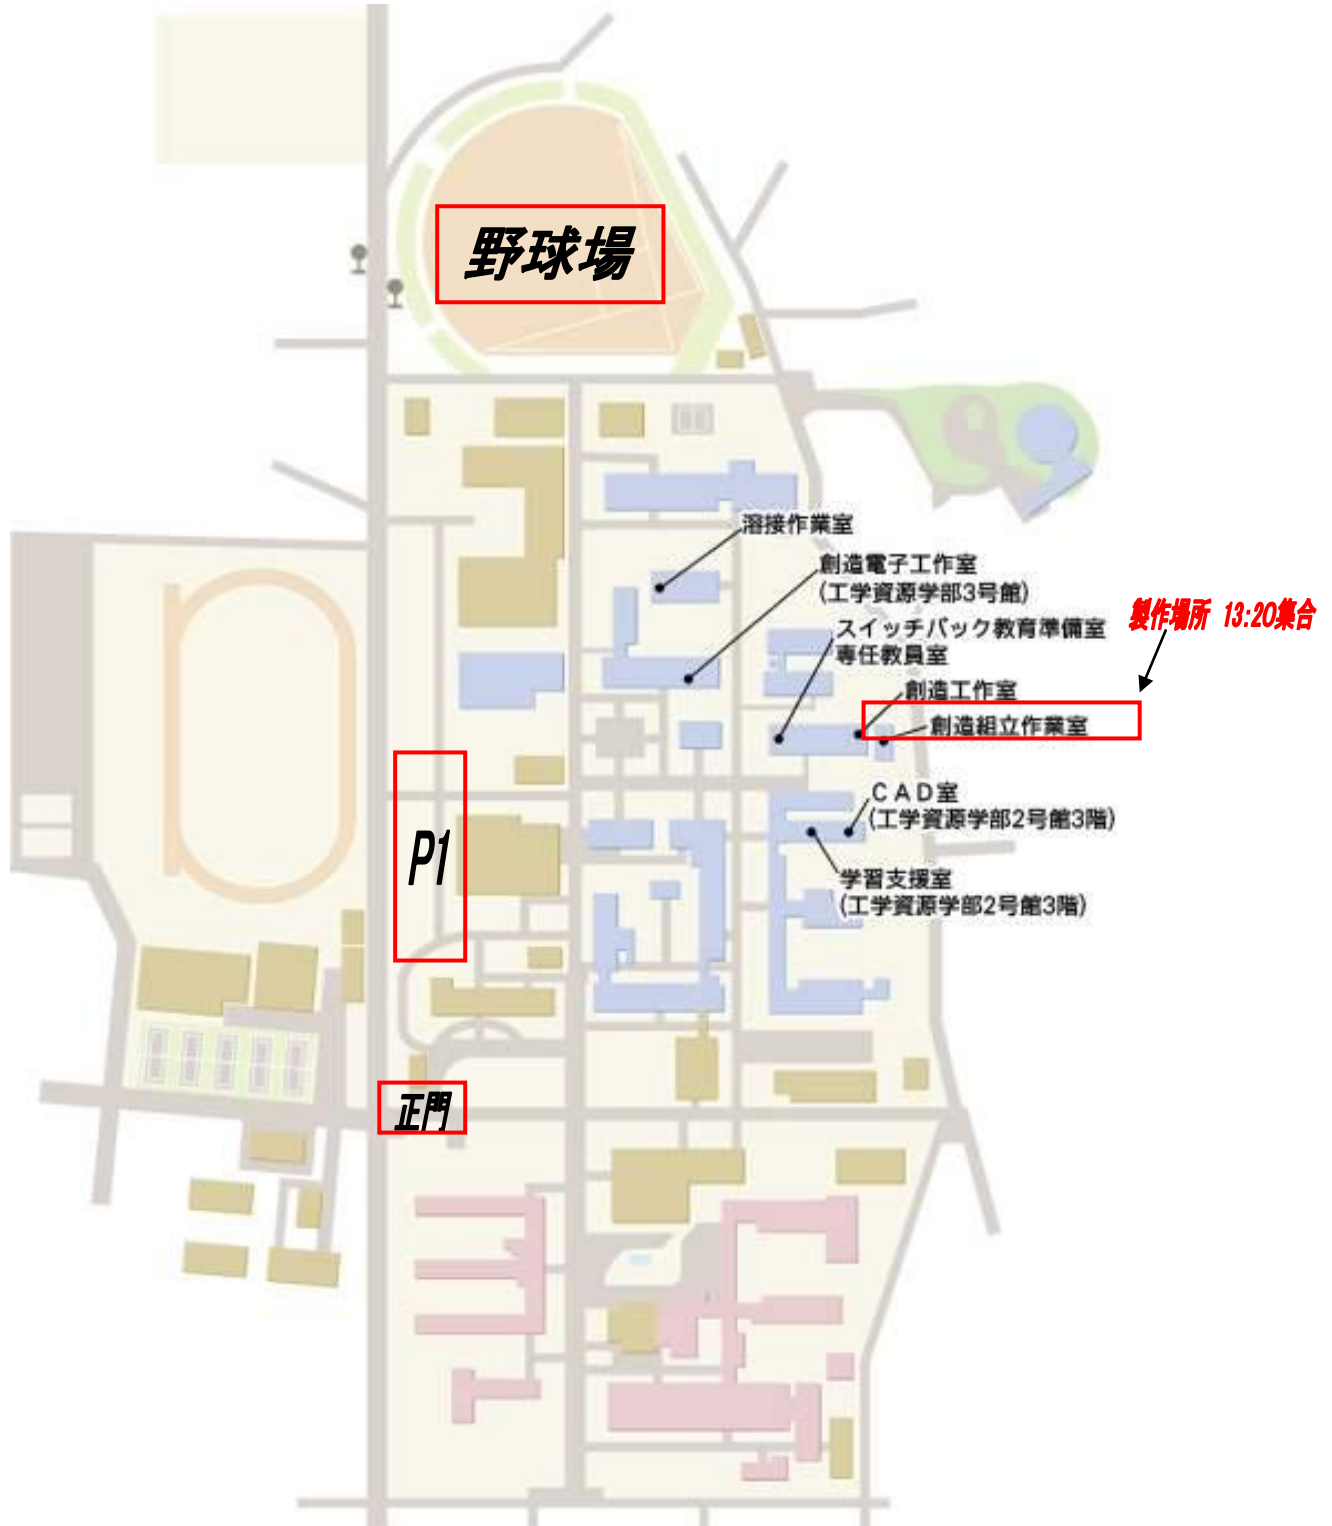 野球場
溶接作業室
創造電子工作室
(工学資源学部3号館)
製作場所 13:20集合
スイッチバック教育準備室
専任教員室
創造工作室
創造組立作業室
CAD室
(工学資源学部2号館3階)
P1
学習支援室
(工学資源学部2号館3階)
正門